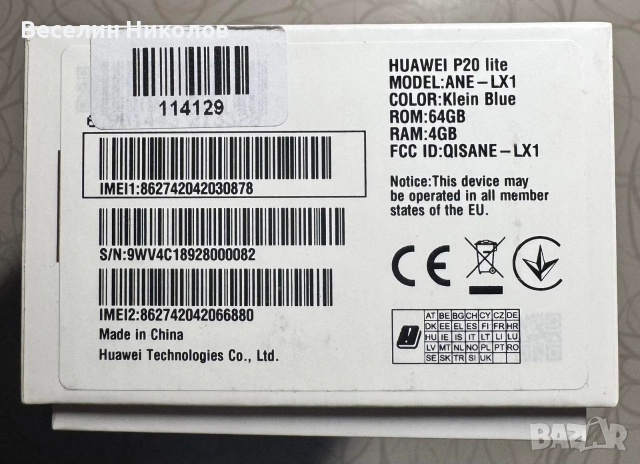 Веселин Николов
114129
HUAWEI P20 lite
MODEL:ANE-LX1
COLOR:Klein Blue
ROM:64GB
RAM:4GB
FCC ID:QISANE-LX1
Notice:This device may
be operated in all member
states of the EU.
IMEI1:862742042030878
S/N:9WV4C18928000082
IMEI2:862742042066880
Made in China
Huawei Technologies Co., Ltd.
CE
AT BE BG CH CY CZ DE
DK EE EL ES FI FR HR
HU IE IS IT LI LT LU
LV MT NL NO PL PT RO
SE SK TR SI UK
BAZAR